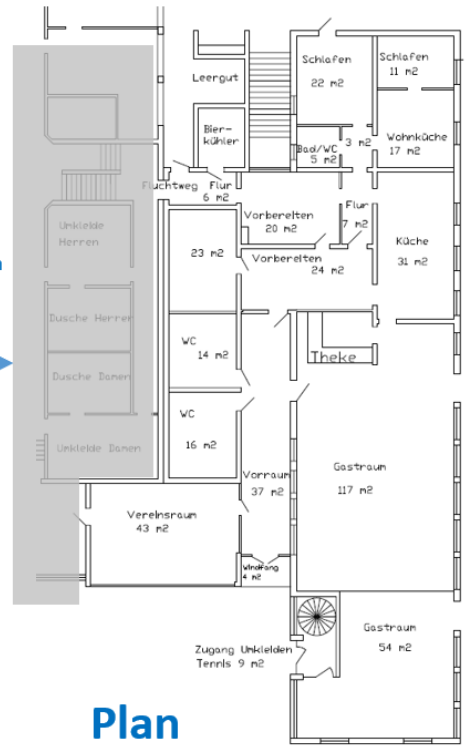 Schlafen
22 m2
Schlafen
11 m2
Leergut
Bier-
kühler
3 m2
Bad/WC
5 m2
Wohnküche
17 m2
Fluchtweg Flur
6 m2
Umkleide
Herren
Vorbereiten
20 m2
Flur
7 m2
23 m2
Vorbereiten
24 m2
Küche
31 m2
Dusche Herren
WC
14 m2
Theke
Dusche Damen
WC
16 m2
Umkleide Damen
Vorraum
37 m2
Gastraum
117 m2
Vereinsraum
43 m2
Windfang
4 m2
Gastraum
54 m2
Zugang Umkleiden
Tennis 9 m2
Plan